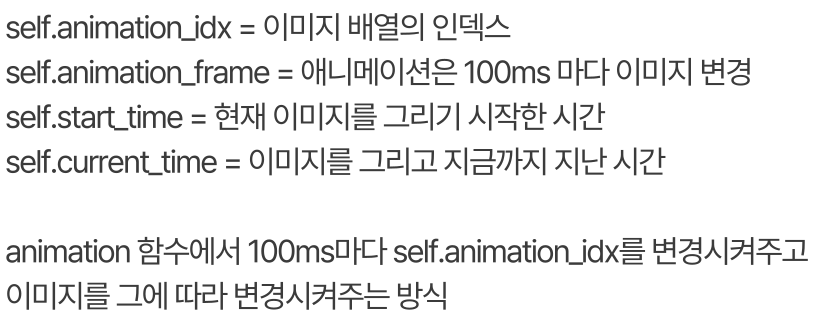 self.animation_idx = 이미지 배열의 인덱스
self.animation_frame = 애니메이션은 100ms 마다 이미지 변경
self.start_time = 현재 이미지를 그리기 시작한 시간
self.current_time = 이미지를 그리고 지금까지 지난 시간
animation 함수에서 100ms마다 self.animation_idx를 변경시켜주고
이미지를 그에 따라 변경시켜주는 방식